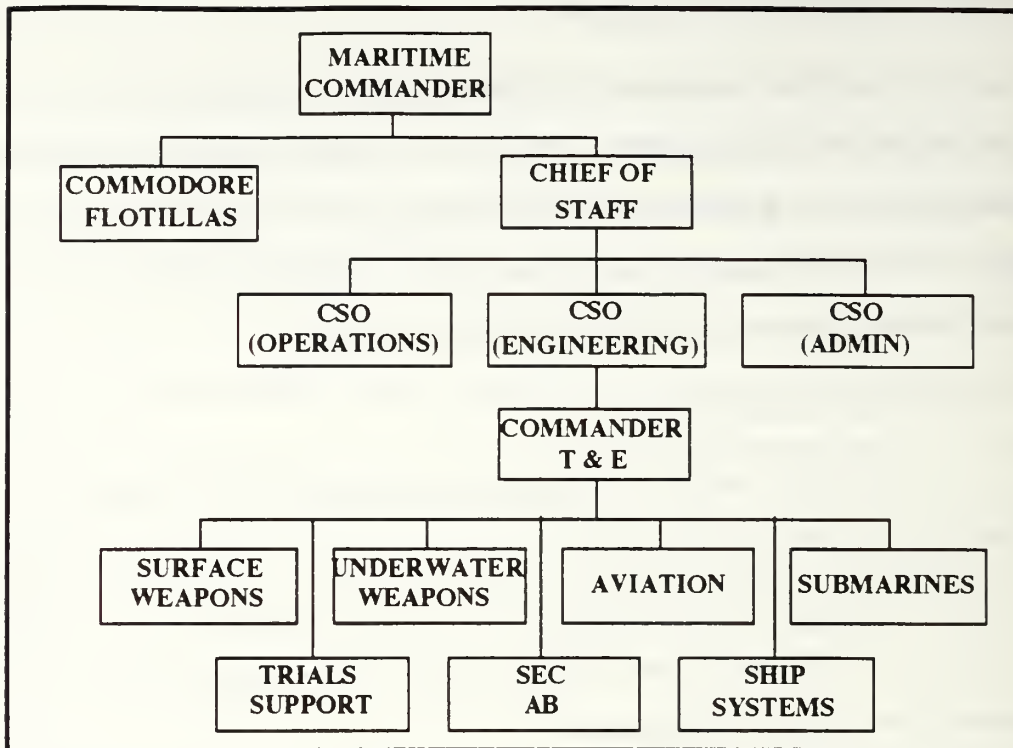 MARITIME
COMMANDER
COMMODORE
FLOTILLAS
CHIEF OF
STAFF
CSO
(OPERATIONS)
CSO
(ENGINEERING)
CSO
(ADMIN)
COMMANDER
T & E
SURFACE
WEAPONS
UNDERWATER
WEAPONS
AVIATION
SUBMARINES
TRIALS
SUPPORT
SEC
AB
SHIP
SYSTEMS